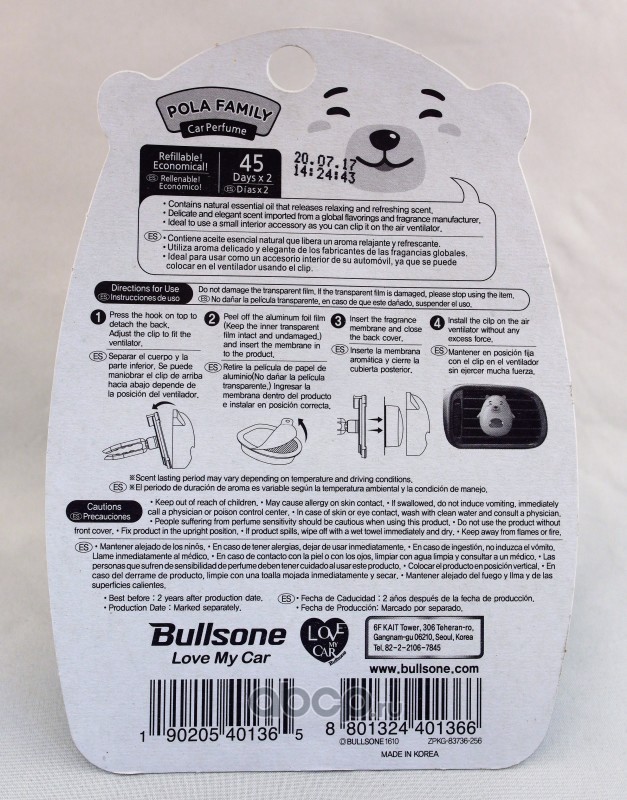 POLA FAMILY
Car Perfume
Refillable!
Economical!
ES Rellenable!
Económico!
45
Days x 2
ES Días x 2
20.07.17
14:24:43
• Contains natural essential oil that releases relaxing and refreshing scent.
• Delicate and elegant scent imported from a global flavorings and fragrance manufacturer.
• Ideal to use a small interior accessory as you can clip it on the air ventilator.
ES • Contiene aceite esencial natural que libera un aroma relajante y refrescante.
• Utiliza aroma delicado y elegante de los fabricantes de las fragancias globales.
• Ideal para usar como un accesorio interior de su automóvil, ya que se puede
colocar en el ventilador usando el clip.
Directions for Use
ES Instrucciones de uso
Do not damage the transparent film. If the transparent film is damaged, please stop using the item.
ES No dañar la película transparente, en caso de que este dañado, suspender el uso.
1 Press the hook on top to
detach the back.
Adjust the clip to fit the
ventilator.
ES Separar el cuerpo y la
parte inferior. Se puede
maniobrar el clip de arriba
hacia abajo depende de
la posición del ventilador.
2 Peel off the aluminum foil film
(Keep the inner transparent
film intact and undamaged.)
and insert the membrane in
to the product.
ES Retire la película de papel de
aluminio(No dañar la película
transparente.) Ingresar la
membrana dentro del producto
e instalar en posición correcta.
3 Insert the fragrance
membrane and close
the back cover.
ES Inserte la membrana
aromática y cierre la
cubierta posterior.
4 Install the clip on the air
ventilator without any
excess force.
ES Mantener en posición fija
con el clip en el ventilador
sin ejercer mucha fuerza.
※Scent lasting period may vary depending on temperature and driving conditions.
ES ※El periodo de duración de aroma es variable según la temperatura ambiental y la condición de manejo.
Cautions
ES Precauciones
• Keep out of reach of children. • May cause allergy on skin contact. • If swallowed, do not induce vomiting, immediately
call a physician or poison control center. • In case of skin or eye contact, wash with clean water and consult a physician.
• People suffering from perfume sensitivity should be cautious when using this product. • Do not use the product without
front cover. • Fix product in the upright position. • If product spills, wipe off with a wet towel immediately and dry. • Keep away from flames or fire.
ES • Mantener alejado de los niños. • En caso de tener alergias, dejar de usar inmediatamente. • En caso de ingestión, no induzca el vómito,
Llame inmediatamente al médico. • En caso de contacto con la piel o con los ojos, limpiar con agua limpia y consultar a un médico. • Las
personas que sufren de sensibilidad de perfume deben tener cuidado al usar este producto. • Colocar el producto en posición vertical. • En
caso del derrame de producto, limpie con una toalla mojada inmediatamente y secar. • Mantener alejado del fuego y llma y de las
superficies calientes.
• Best before : 2 years after production date.
• Production Date : Marked separately.
ES • Fecha de Caducidad : 2 años después de la fecha de producción.
• Fecha de Producción: Marcado por separado.
Bullsone
Love My Car
LOVE
MY
CAR
Bullsone
6F KAIT Tower, 306 Teheran-ro,
Gangnam-gu 06210, Seoul, Korea
Tel. 82-2-2106-7845
www.bullsone.com
abcp.ru
1 90205 40136 5
8 801324 401366
©BULLSONE 1610
ZPKG-83736-256
MADE IN KOREA